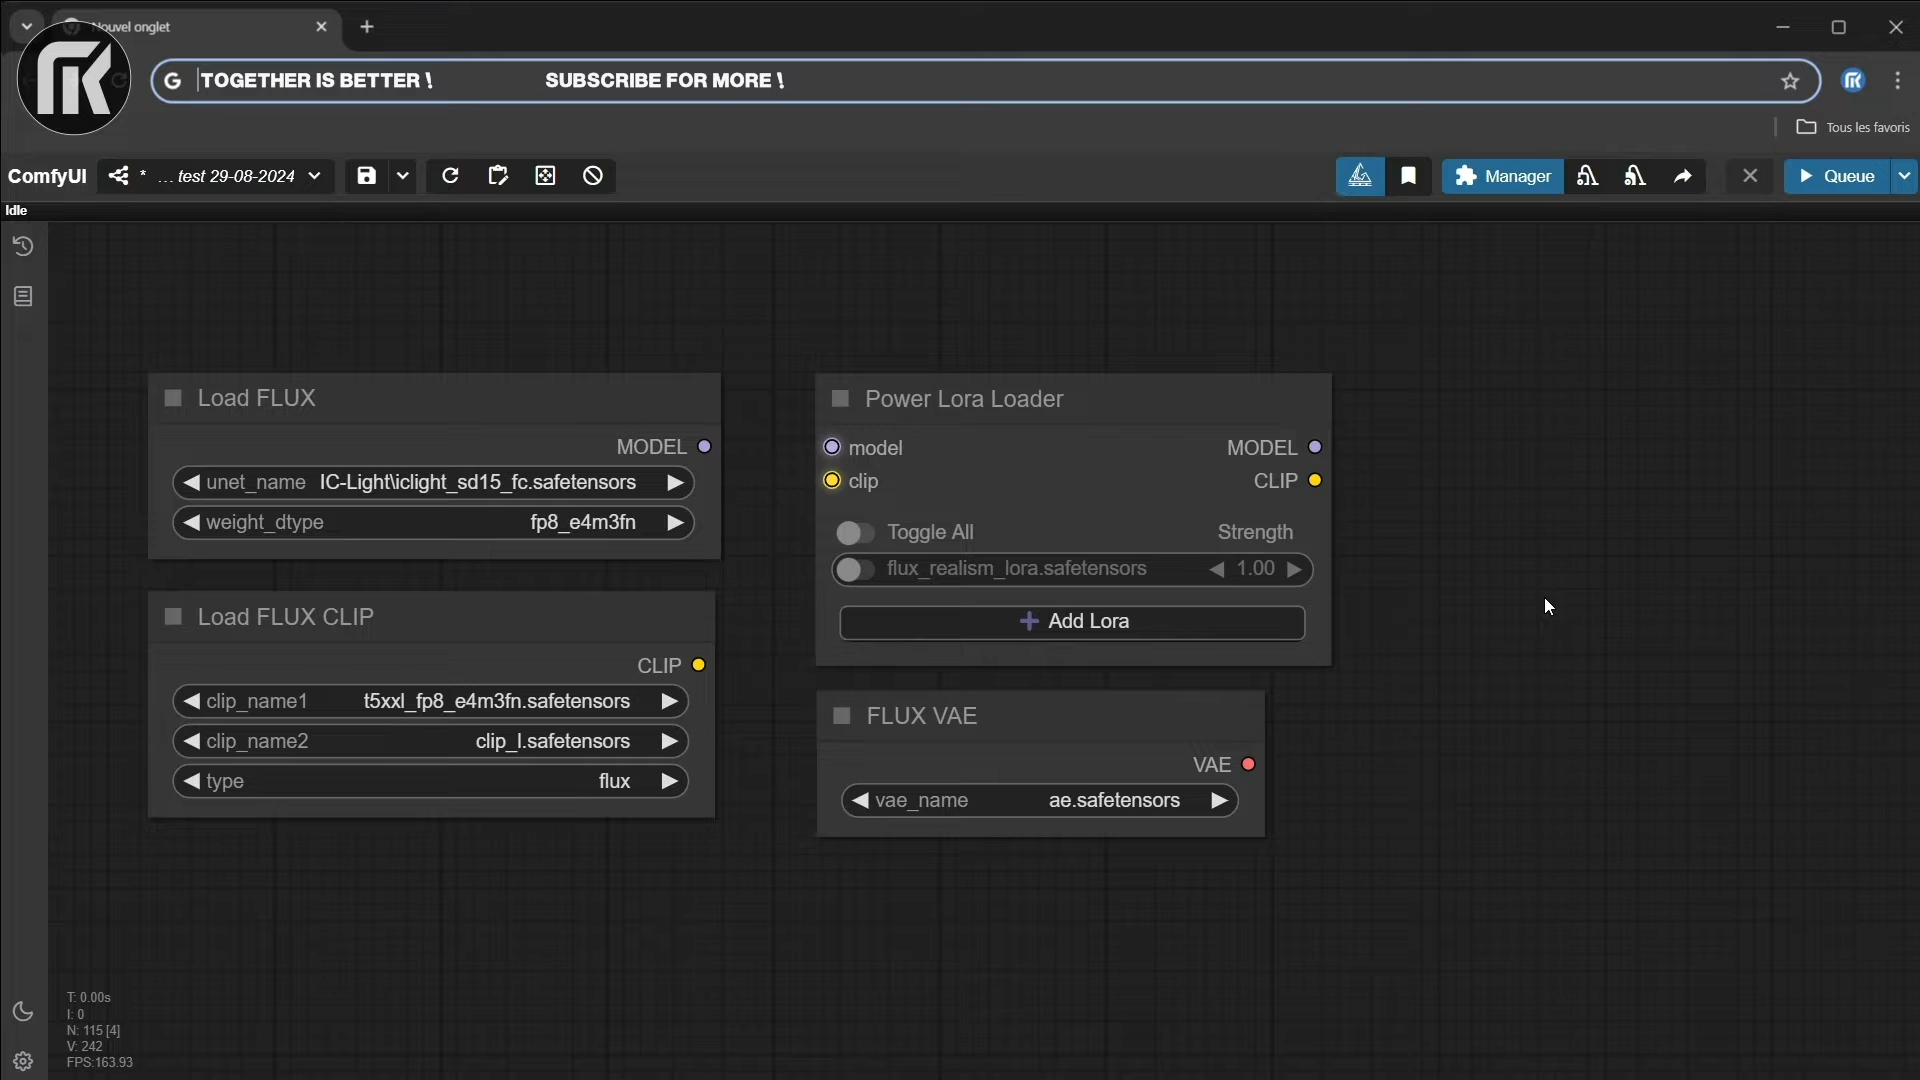 Nouvel onglet
TOGETHER IS BETTER ! SUBSCRIBE FOR MORE !
Tous les favoris
ComfyUI * ... test 29-08-2024 Manager Queue
Idle
Load FLUX
MODEL
unet_name IC-Light\iclight_sd15_fc.safetensors
weight_dtype fp8_e4m3fn
Load FLUX CLIP
CLIP
clip_name1 t5xxl_fp8_e4m3fn.safetensors
clip_name2 clip_l.safetensors
type flux
Power Lora Loader
model MODEL
clip CLIP
Toggle All Strength
flux_realism_lora.safetensors 1.00
+ Add Lora
FLUX VAE
VAE
vae_name ae.safetensors
T: 0.00s
I: 0
N: 115 [4]
V: 242
FPS:163.93